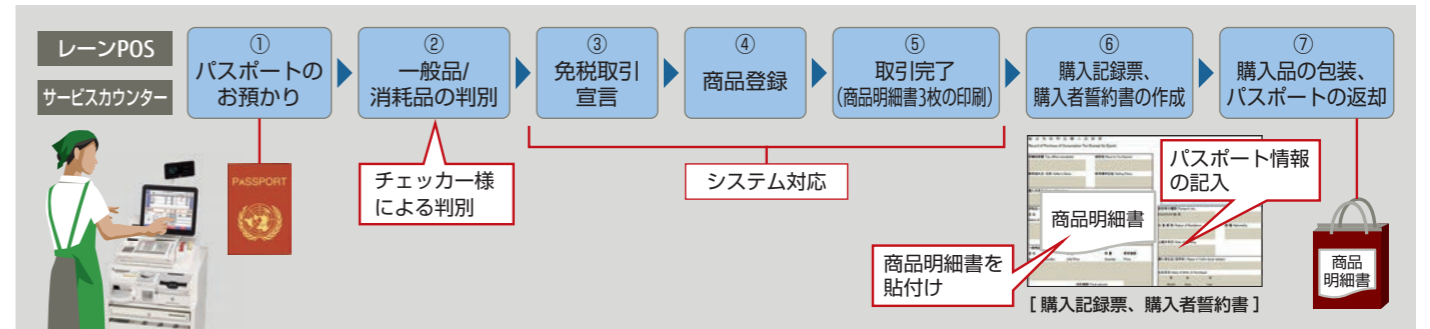 レーンPOS
サービスカウンター
①
パスポートの
お預かり
②
一般品/
消耗品の判別
③
免税取引
宣言
④
商品登録
⑤
取引完了
(商品明細書3枚の印刷)
⑥
購入記録票、
購入者誓約書の作成
⑦
購入品の包装、
パスポートの返却
PASSPORT
チェッカー様
による判別
システム対応
パスポート情報
の記入
商品明細書
商品明細書を
貼付け
[ 購入記録票、購入者誓約書 ]
商品
明細書